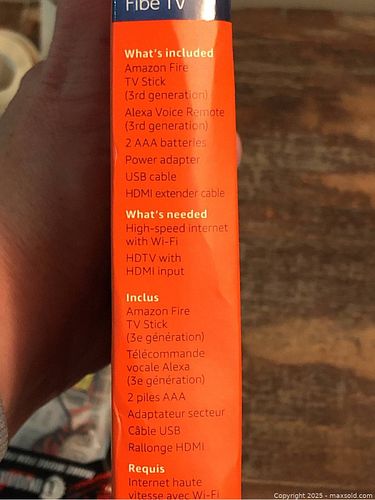 Fibe TV
What's included
Amazon Fire
TV Stick
(3rd generation)
Alexa Voice Remote
(3rd generation)
2 AAA batteries
Power adapter
USB cable
HDMI extender cable
What's needed
High-speed internet
with Wi-Fi
HDTV with
HDMI input
Inclus
Amazon Fire
TV Stick
(3e génération)
Télécommande
vocale Alexa
(3e génération)
2 piles AAA
Adaptateur secteur
Câble USB
Rallonge HDMI
Requis
Internet haute
vitesse avec Wi-Fi
Copyright 2025 - maxsold.com